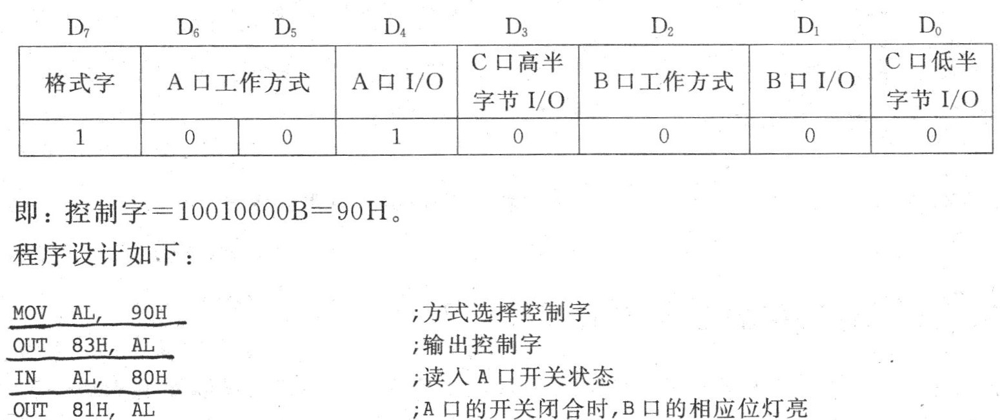 D₇ D₆ D₅ D₄ D₃ D₂ D₁ D₀
格式字 A 口工作方式 A 口 I/O C 口高半字节 I/O B 口工作方式 B 口 I/O C 口低半字节 I/O
1 0 0 1 0 0 0 0
即：控制字＝10010000B＝90H。
程序设计如下：
MOV AL, 90H ;方式选择控制字
OUT 83H, AL ;输出控制字
IN AL, 80H ;读入 A 口开关状态
OUT 81H, AL ;A 口的开关闭合时,B 口的相应位灯亮